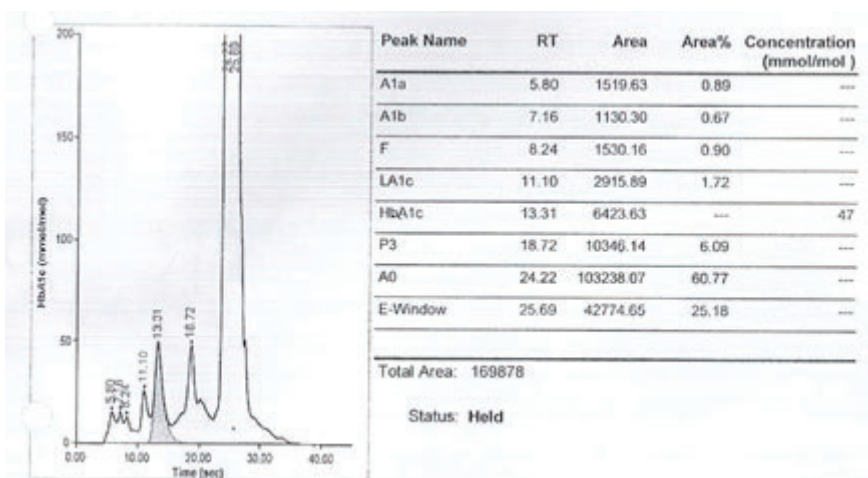 Peak Name RT Area Area% Concentration (mmol/mol )
A1a 5.80 1519.63 0.89 ---
A1b 7.16 1130.30 0.67 ---
F 8.24 1530.16 0.90 ---
LA1c 11.10 2915.89 1.72 ---
HbA1c 13.31 6423.63 --- 47
P3 18.72 10346.14 6.09 ---
A0 24.22 103238.07 60.77 ---
E-Window 25.69 42774.65 25.18 ---
Total Area: 169878
Status: Held
HbA1c (mmol/mol)
200
150
100
50
0
5.80
8.24
11.10
13.31
18.72
25.69
0.00 10.00 20.00 30.00 40.00
Time (sec)